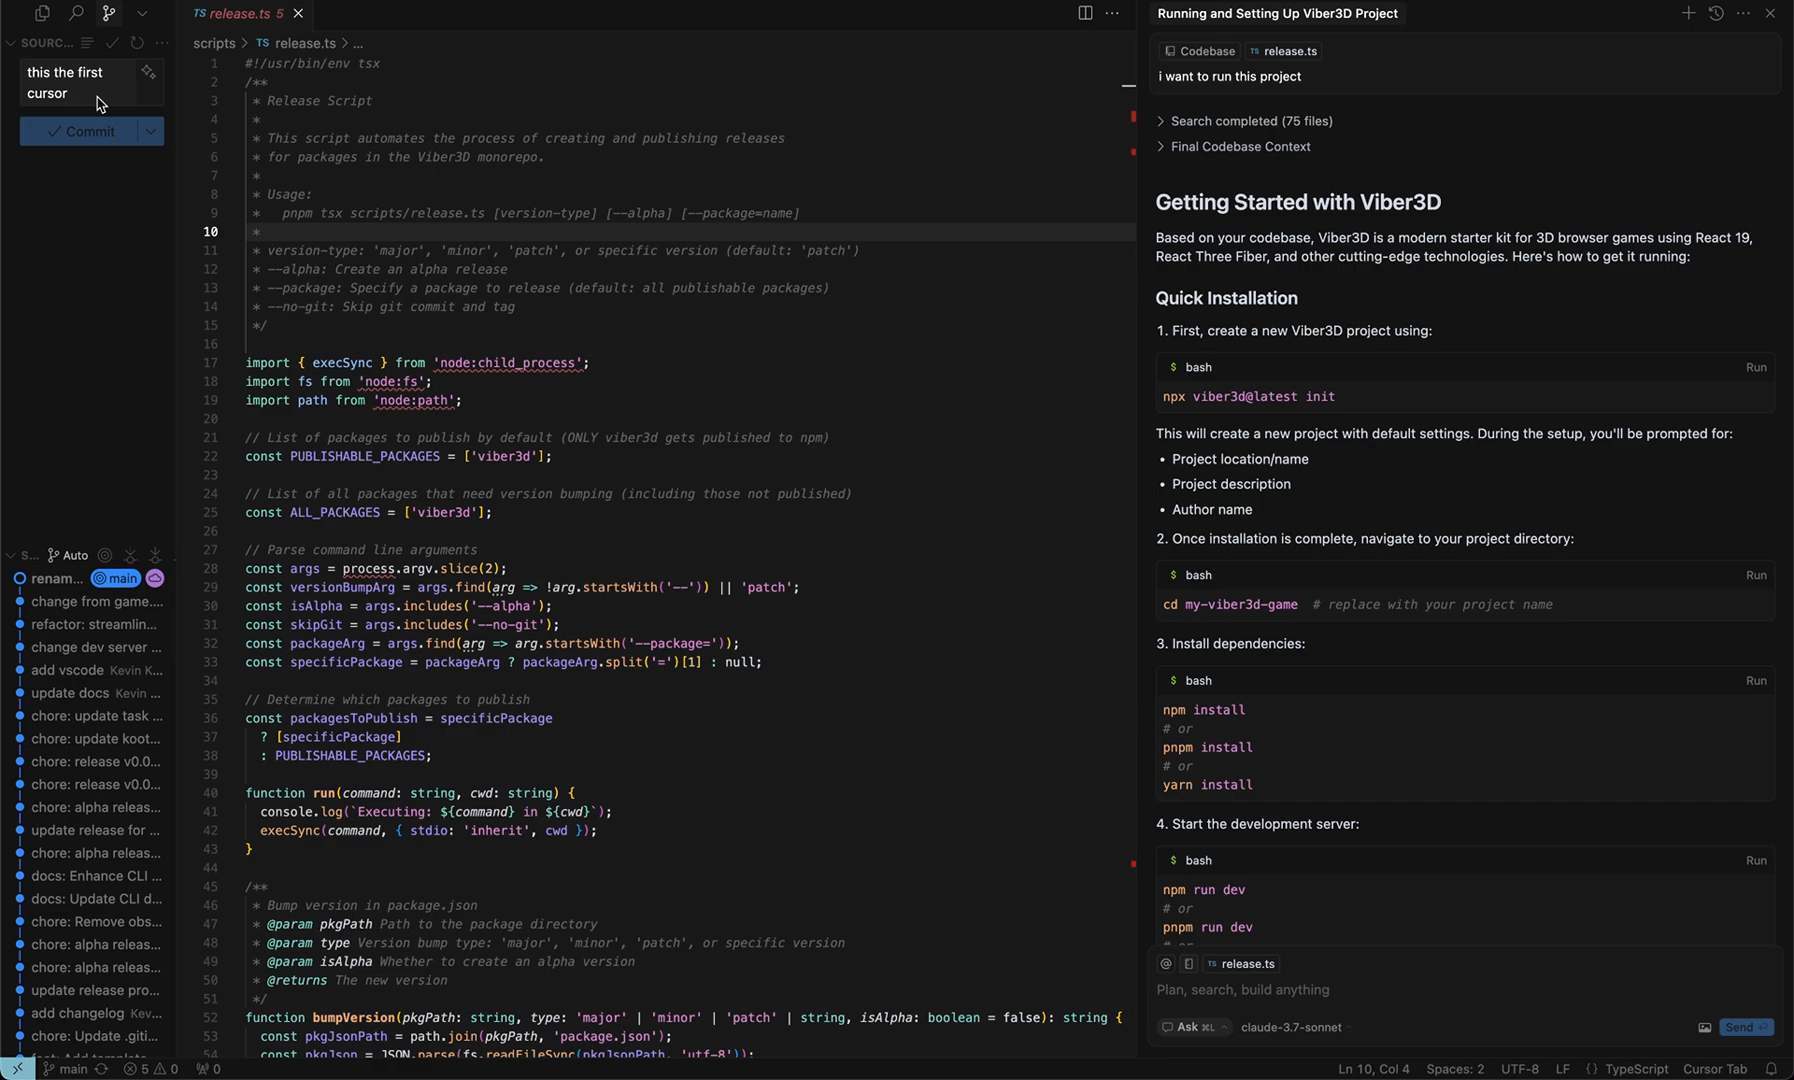 TS release.ts 5
SOURC...
this the first
cursor
Commit
S... Auto
renam... main
change from game....
refactor: streamlin...
change dev server ...
add vscode Kevin K...
update docs Kevin ...
chore: update task ...
chore: update koot...
chore: release v0.0...
chore: release v0.0...
chore: alpha releas...
update release for ...
chore: alpha releas...
docs: Enhance CLI ...
docs: Update CLI d...
chore: Remove obs...
chore: alpha releas...
chore: alpha releas...
update release pro...
add changelog Kev...
chore: Update .giti...
scripts > TS release.ts > ...
1 #!/usr/bin/env tsx
2 /**
3 * Release Script
4 *
5 * This script automates the process of creating and publishing releases
6 * for packages in the Viber3D monorepo.
7 *
8 * Usage:
9 * pnpm tsx scripts/release.ts [version-type] [--alpha] [--package=name]
10 *
11 * version-type: 'major', 'minor', 'patch', or specific version (default: 'patch')
12 * --alpha: Create an alpha release
13 * --package: Specify a package to release (default: all publishable packages)
14 * --no-git: Skip git commit and tag
15 */
16
17 import { execSync } from 'node:child_process';
18 import fs from 'node:fs';
19 import path from 'node:path';
20
21 // List of packages to publish by default (ONLY viber3d gets published to npm)
22 const PUBLISHABLE_PACKAGES = ['viber3d'];
23
24 // List of all packages that need version bumping (including those not published)
25 const ALL_PACKAGES = ['viber3d'];
26
27 // Parse command line arguments
28 const args = process.argv.slice(2);
29 const versionBumpArg = args.find(arg => !arg.startsWith('--')) || 'patch';
30 const isAlpha = args.includes('--alpha');
31 const skipGit = args.includes('--no-git');
32 const packageArg = args.find(arg => arg.startsWith('--package='));
33 const specificPackage = packageArg ? packageArg.split('=')[1] : null;
34
35 // Determine which packages to publish
36 const packagesToPublish = specificPackage
37 ? [specificPackage]
38 : PUBLISHABLE_PACKAGES;
39
40 function run(command: string, cwd: string) {
41 console.log(`Executing: ${command} in ${cwd}`);
42 execSync(command, { stdio: 'inherit', cwd });
43 }
44
45 /**
46 * Bump version in package.json
47 * @param pkgPath Path to the package directory
48 * @param type Version bump type: 'major', 'minor', 'patch', or specific version
49 * @param isAlpha Whether to create an alpha version
50 * @returns The new version
51 */
52 function bumpVersion(pkgPath: string, type: 'major' | 'minor' | 'patch' | string, isAlpha: boolean = false): string {
53 const pkgJsonPath = path.join(pkgPath, 'package.json');
54 const pkgJson = JSON.parse(fs.readFileSync(pkgJsonPath, 'utf-8'));
Running and Setting Up Viber3D Project
Codebase TS release.ts
i want to run this project
Search completed (75 files)
Final Codebase Context
Getting Started with Viber3D
Based on your codebase, Viber3D is a modern starter kit for 3D browser games using React 19,
React Three Fiber, and other cutting-edge technologies. Here's how to get it running:
Quick Installation
1. First, create a new Viber3D project using:
$ bash Run
npx viber3d@latest init
This will create a new project with default settings. During the setup, you'll be prompted for:
• Project location/name
• Project description
• Author name
2. Once installation is complete, navigate to your project directory:
$ bash Run
cd my-viber3d-game # replace with your project name
3. Install dependencies:
$ bash Run
npm install
# or
pnpm install
# or
yarn install
4. Start the development server:
$ bash Run
npm run dev
# or
pnpm run dev
# or
@ TS release.ts
Plan, search, build anything
Ask ⌘L claude-3.7-sonnet Send
main 5 0 0 Ln 10, Col 4 Spaces: 2 UTF-8 LF {} TypeScript Cursor Tab